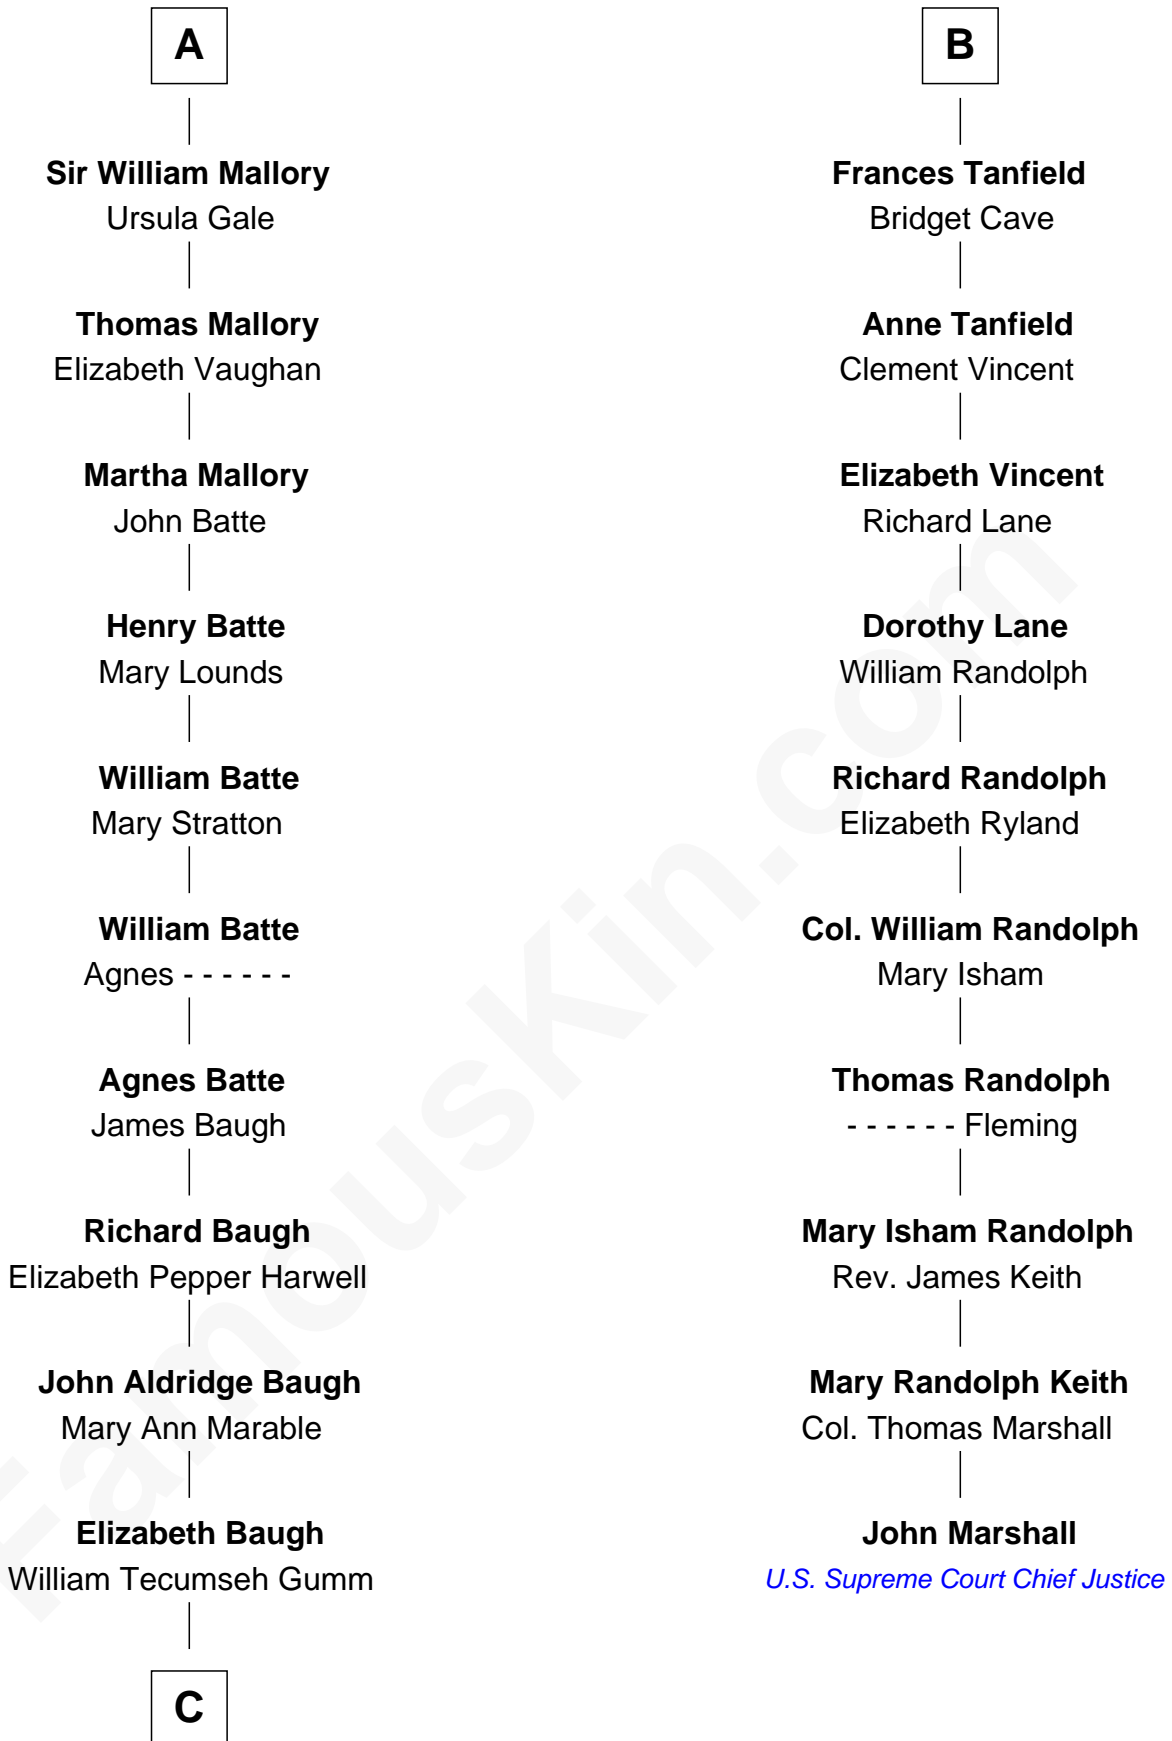 A
Sir William Mallory
Ursula Gale
Thomas Mallory
Elizabeth Vaughan
Martha Mallory
John Batte
Henry Batte
Mary Lounds
William Batte
Mary Stratton
William Batte
Agnes - - - - - -
Agnes Batte
James Baugh
Richard Baugh
Elizabeth Pepper Harwell
John Aldridge Baugh
Mary Ann Marable
Elizabeth Baugh
William Tecumseh Gumm
C
B
Frances Tanfield
Bridget Cave
Anne Tanfield
Clement Vincent
Elizabeth Vincent
Richard Lane
Dorothy Lane
William Randolph
Richard Randolph
Elizabeth Ryland
Col. William Randolph
Mary Isham
Thomas Randolph
- - - - - - Fleming
Mary Isham Randolph
Rev. James Keith
Mary Randolph Keith
Col. Thomas Marshall
John Marshall
U.S. Supreme Court Chief Justice
FamousKin.com